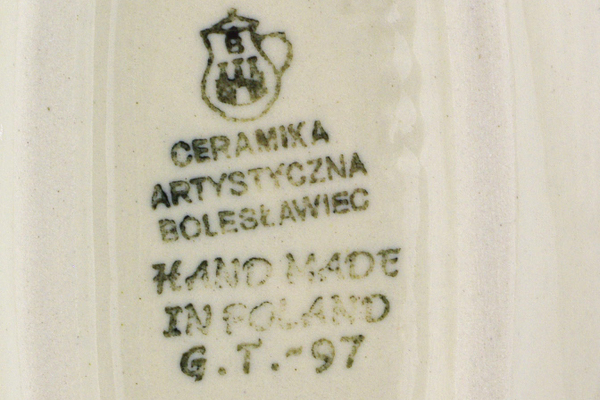 B
CERAMIKA
ARTYSTYCZNA
BOLESŁAWIEC
HAND MADE
IN POLAND
G.T.-97